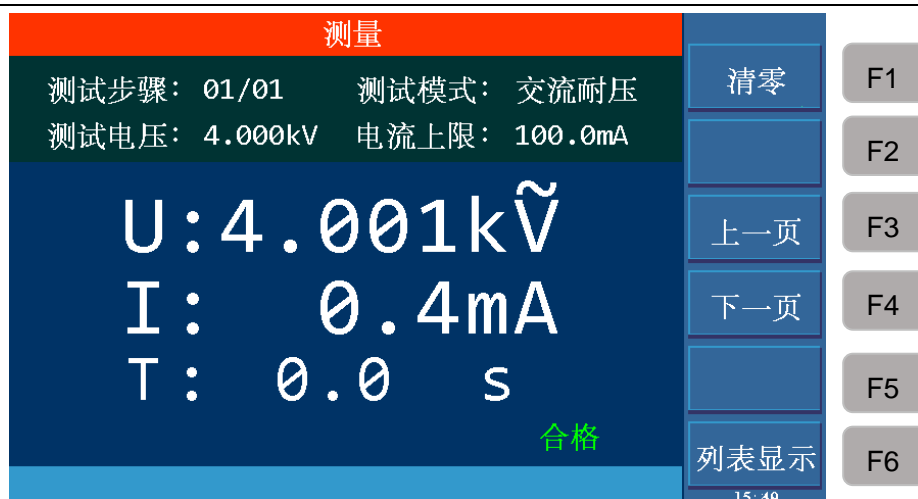 测量
测试步骤： 01/01 测试模式： 交流耐压
测试电压： 4.000kV 电流上限： 100.0mA
U:4.001kṼ
I: 0.4mA
T: 0.0 s
合格
清零
上一页
下一页
列表显示
15:49
F1
F2
F3
F4
F5
F6